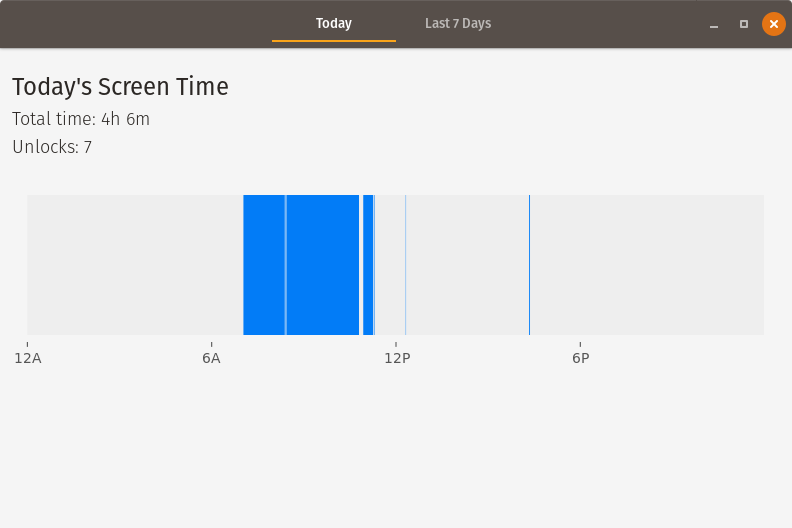 Today
Last 7 Days
Today's Screen Time
Total time: 4h 6m
Unlocks: 7
12A
6A
12P
6P